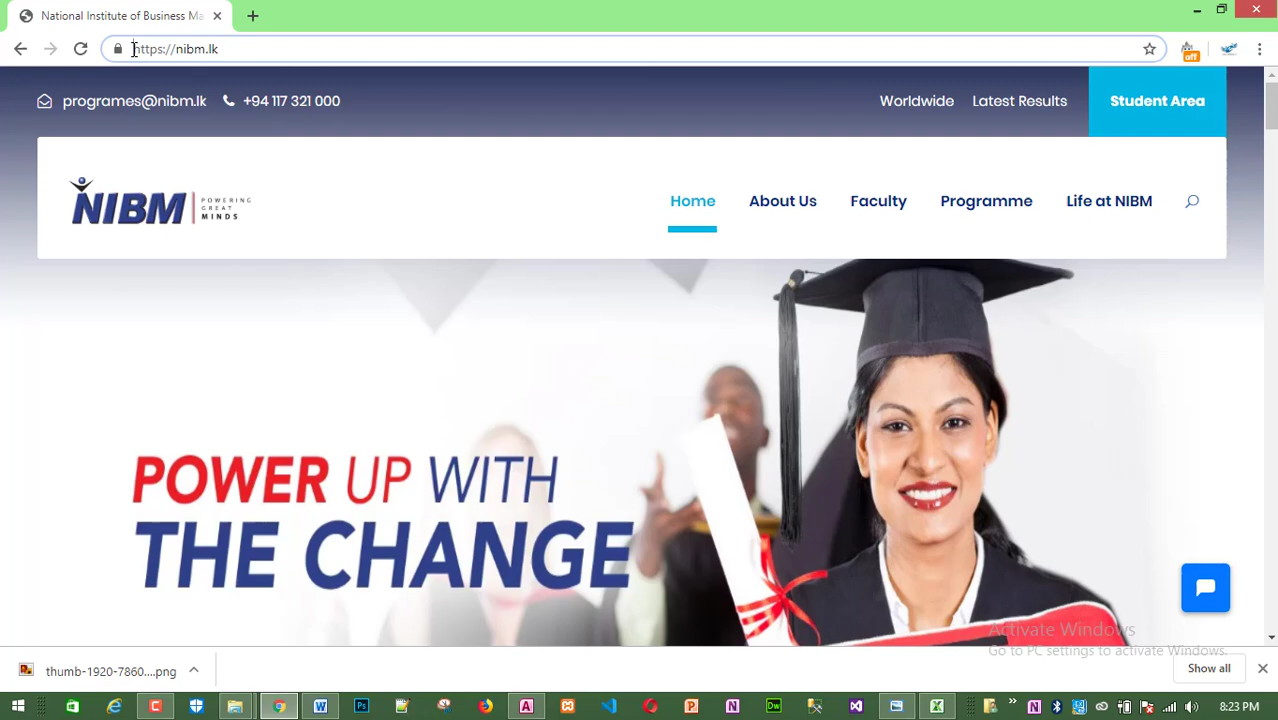 National Institute of Business Ma
https://nibm.lk
off
programes@nibm.lk
+94 117 321 000
Worldwide
Latest Results
Student Area
NIBM
POWERING
GREAT
MINDS
Home
About Us
Faculty
Programme
Life at NIBM
POWER UP WITH
THE CHANGE
Activate Windows
Go to PC settings to activate Windows.
thumb-1920-7860....png
Show all
8:23 PM